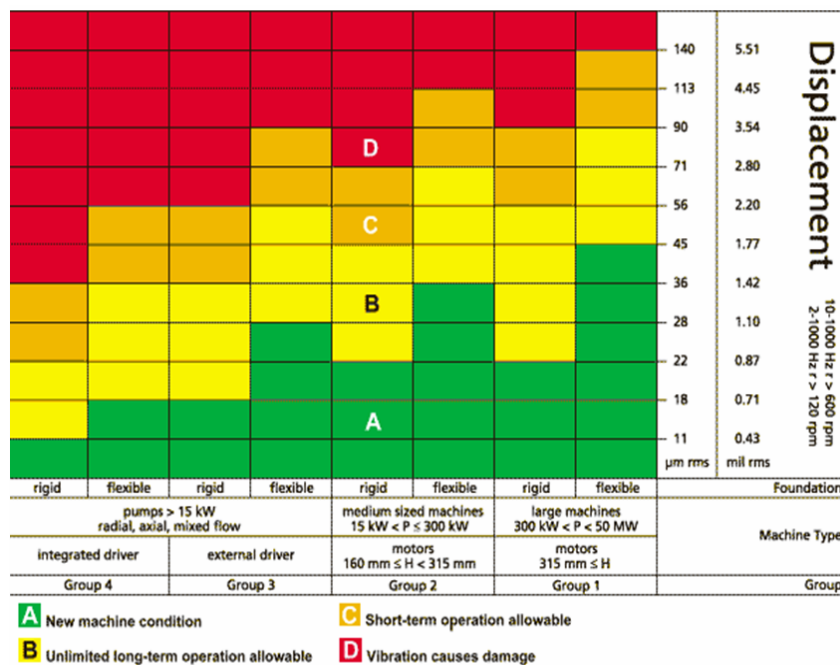 140 5.51
113 4.45
D
90 3.54
71 2.80
C
56 2.20
45 1.77
B
36 1.42
28 1.10
22 0.87
A
18 0.71
11 0.43
µm rms mil rms
Displacement
10-1000 Hz r > 600 rpm
2-1000 Hz r > 120 rpm
rigid flexible rigid flexible rigid flexible rigid flexible Foundation
pumps > 15 kW
radial, axial, mixed flow
medium sized machines
15 kW < P ≤ 300 kW
large machines
300 kW < P < 50 MW
Machine Type
integrated driver external driver
motors
160 mm ≤ H < 315 mm
motors
315 mm ≤ H
Group 4 Group 3 Group 2 Group 1 Group
A New machine condition
C Short-term operation allowable
B Unlimited long-term operation allowable
D Vibration causes damage